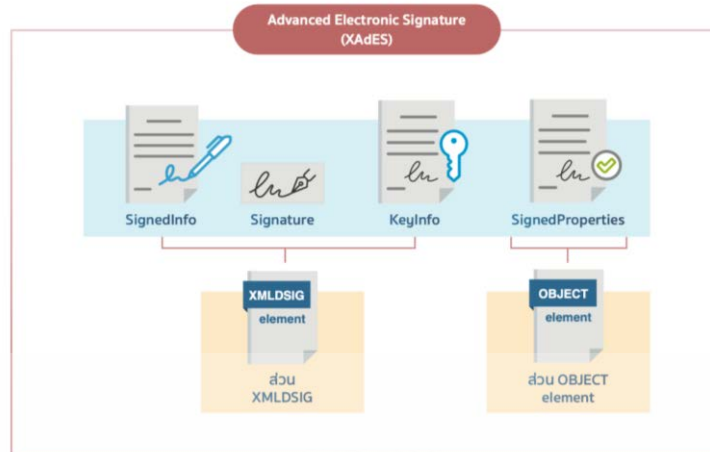 Advanced Electronic Signature
(XAdES)
SignedInfo
Signature
KeyInfo
SignedProperties
XMLDSIG
element
OBJECT
element
ส่วน
XMLDSIG
ส่วน OBJECT
element